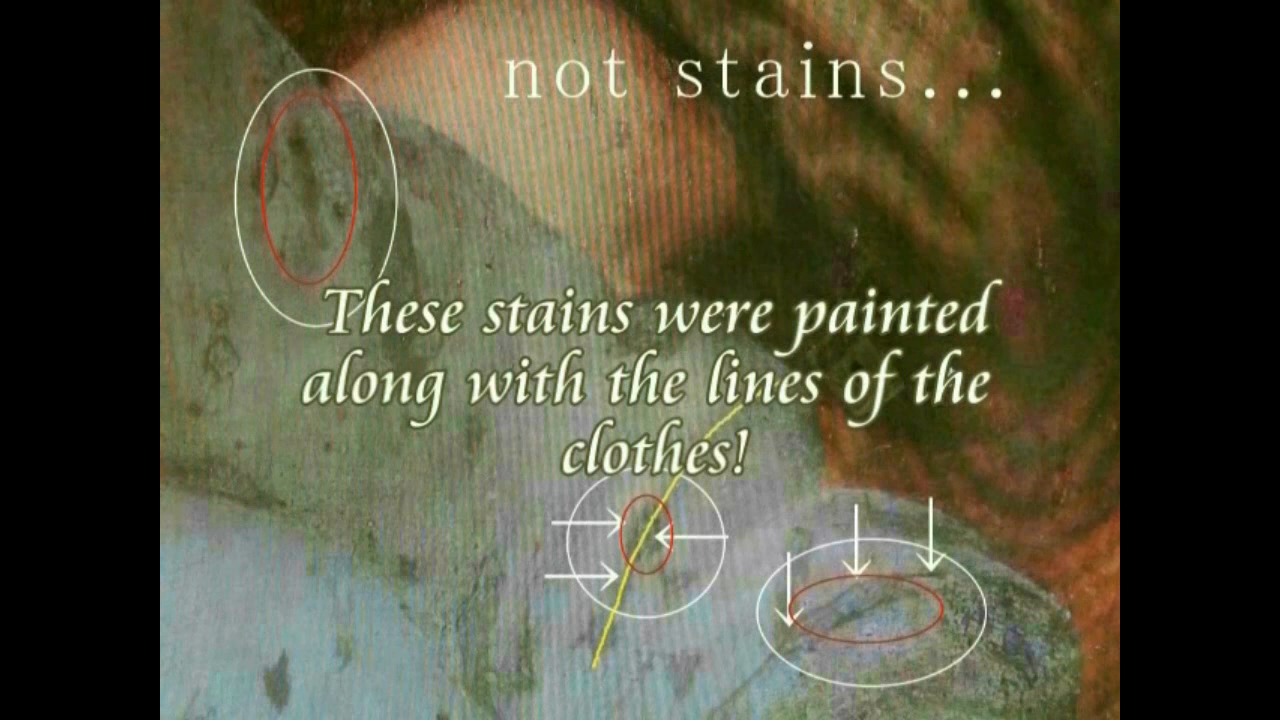 not stains...
These stains were painted
along with the lines of the
clothes!